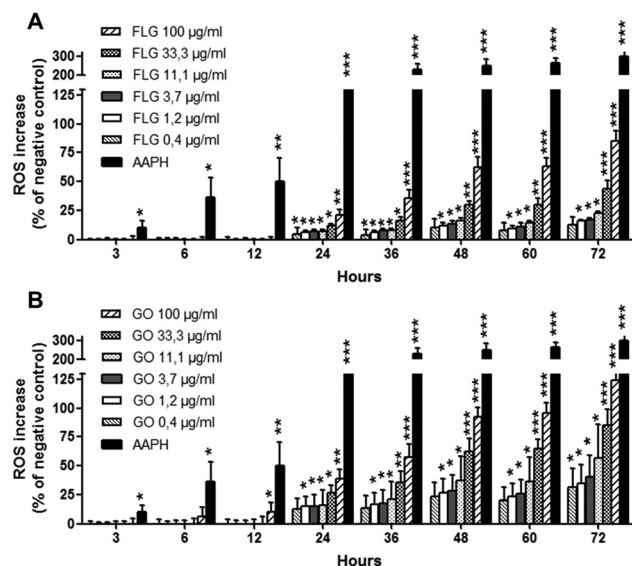 A
FLG 100 µg/ml
FLG 33,3 µg/ml
FLG 11,1 µg/ml
FLG 3,7 µg/ml
FLG 1,2 µg/ml
FLG 0,4 µg/ml
AAPH
ROS increase
(% of negative control)
300
200
125
100
75
50
25
0
* * ** * * * * * ** *** * * * * ** *** *** * * * ** *** *** * * ** *** *** * * * *** *** ***
3 6 12 24 36 48 60 72
Hours
B
GO 100 µg/ml
GO 33,3 µg/ml
GO 11,1 µg/ml
GO 3,7 µg/ml
GO 1,2 µg/ml
GO 0,4 µg/ml
AAPH
ROS increase
(% of negative control)
300
200
125
100
75
50
25
0
3 6 12 24 36 48 60 72
Hours